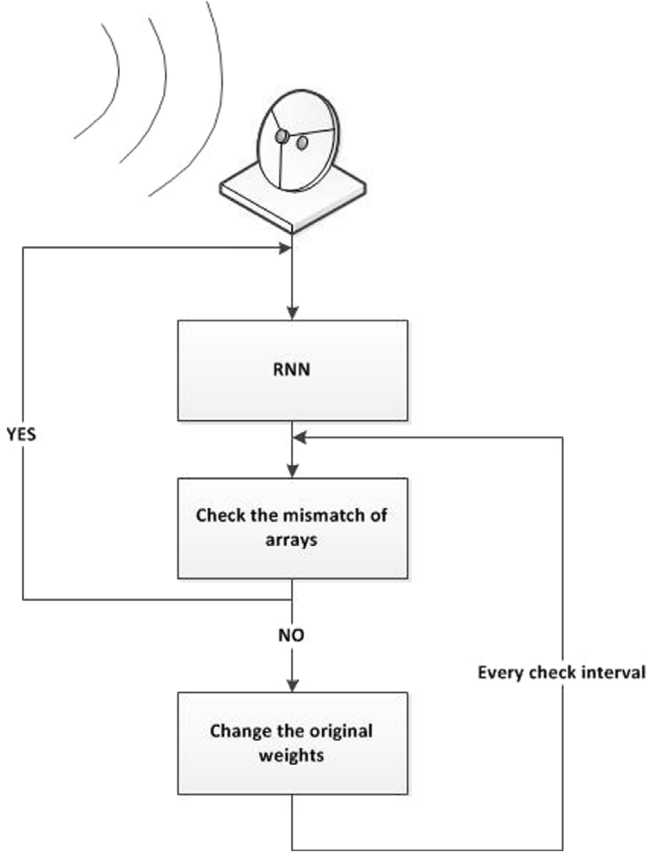 RNN
YES
Check the mismatch of
arrays
NO
Every check interval
Change the original
weights